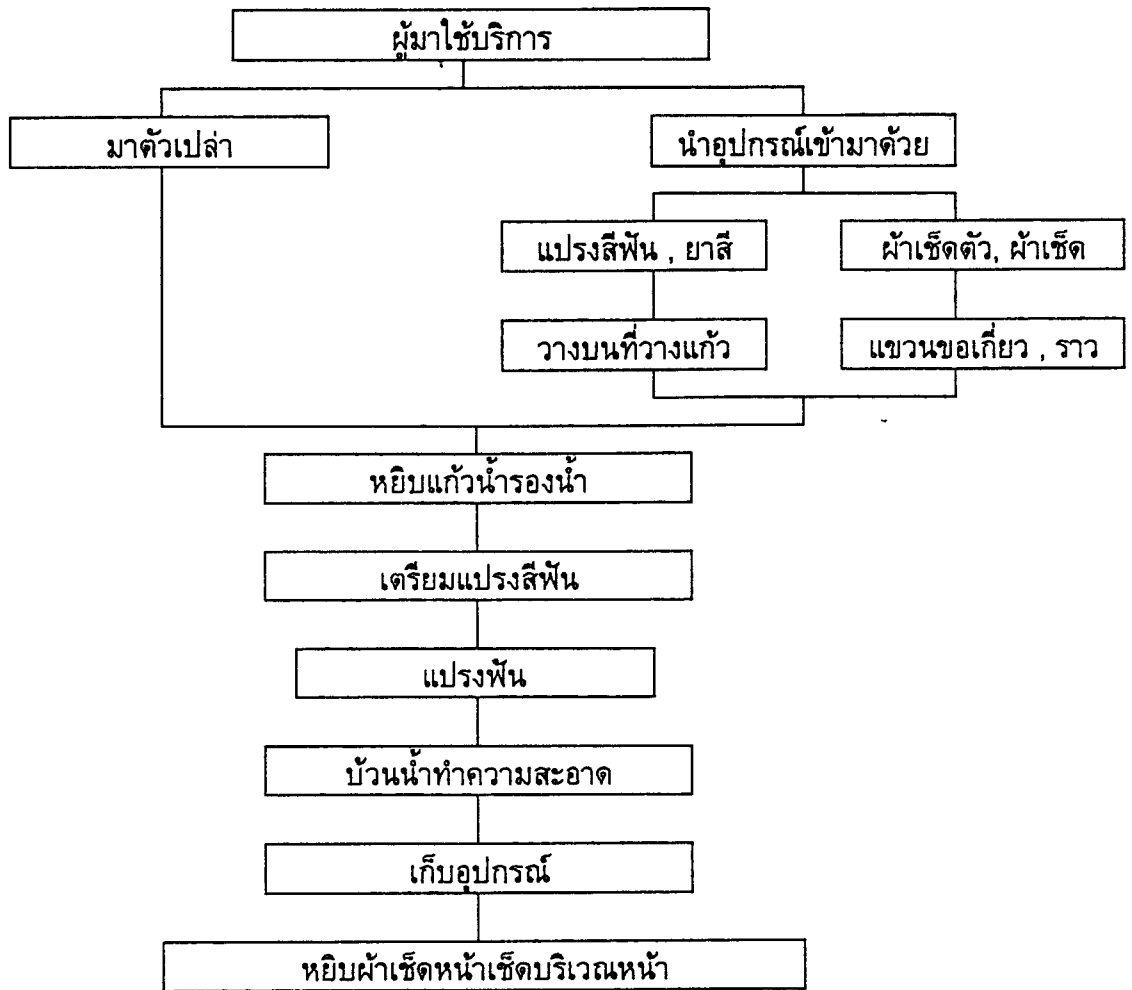 ผู้มาใช้บริการ
มาตัวเปล่า
นำอุปกรณ์เข้ามาด้วย
แปรงสีฟัน , ยาสี
ผ้าเช็ดตัว, ผ้าเช็ด
วางบนที่วางแก้ว
แขวนขอเกี่ยว , ราว
หยิบแก้วน้ำรองน้ำ
เตรียมแปรงสีฟัน
แปรงฟัน
บ้วนน้ำทำความสะอาด
เก็บอุปกรณ์
หยิบผ้าเช็ดหน้าเช็ดบริเวณหน้า